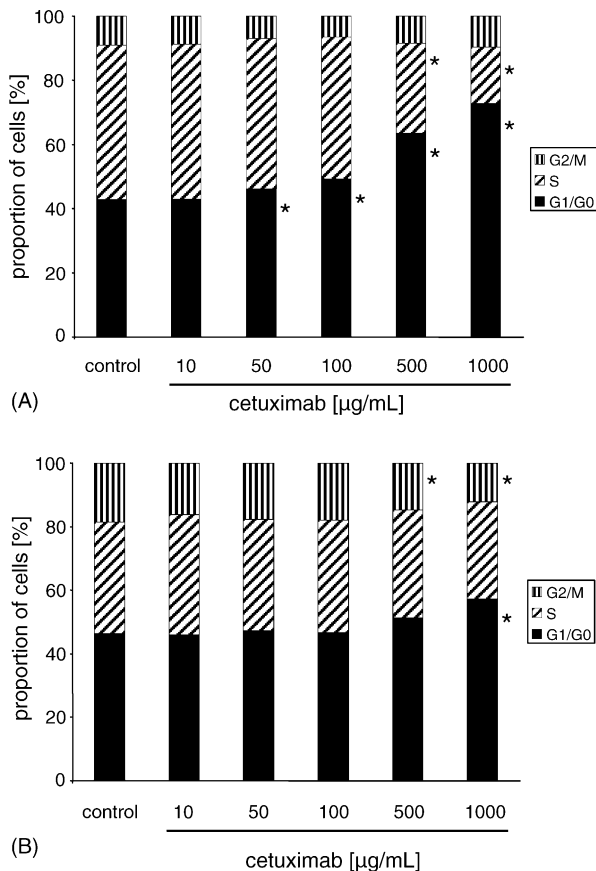 100
80
60
40
20
0
proportion of cells [%]
*
*
*
*
*
*
G2/M
S
G1/G0
control 10 50 100 500 1000
cetuximab [µg/mL]
(A)
100
80
60
40
20
0
proportion of cells [%]
*
*
*
G2/M
S
G1/G0
control 10 50 100 500 1000
cetuximab [µg/mL]
(B)